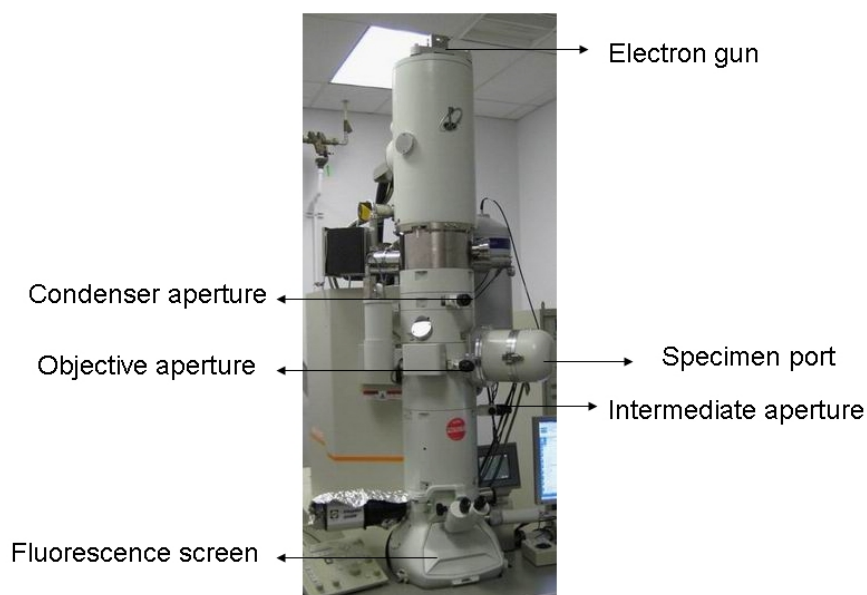 Electron gun
Condenser aperture
Objective aperture
Specimen port
Intermediate aperture
Fluorescence screen